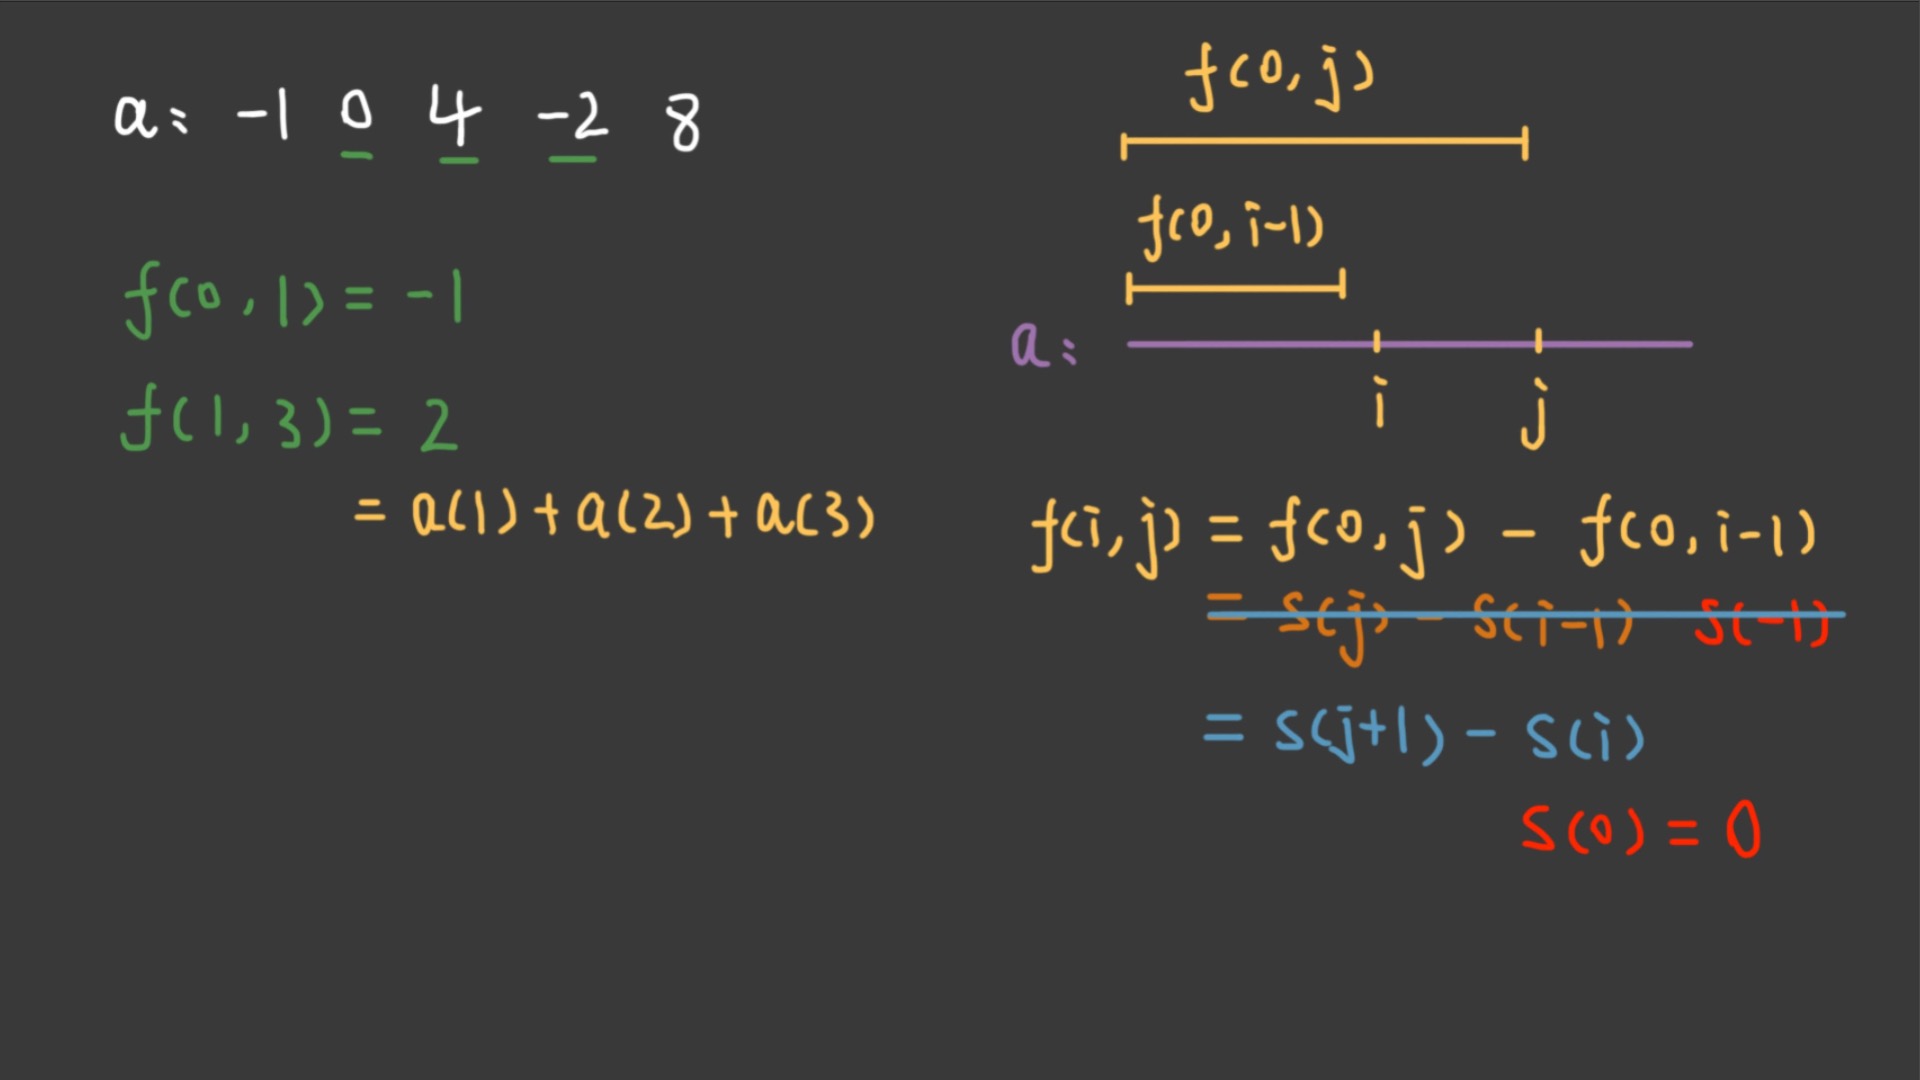 a: -1 0 4 -2 8
f(0,1) = -1
f(1,3) = 2
= a(1) + a(2) + a(3)
f(0,j)
f(0,i-1)
a:
i j
f(i,j) = f(0,j) - f(0,i-1)
= s(j) - s(i-1) s(-1)
= s(j+1) - s(i)
s(0) = 0